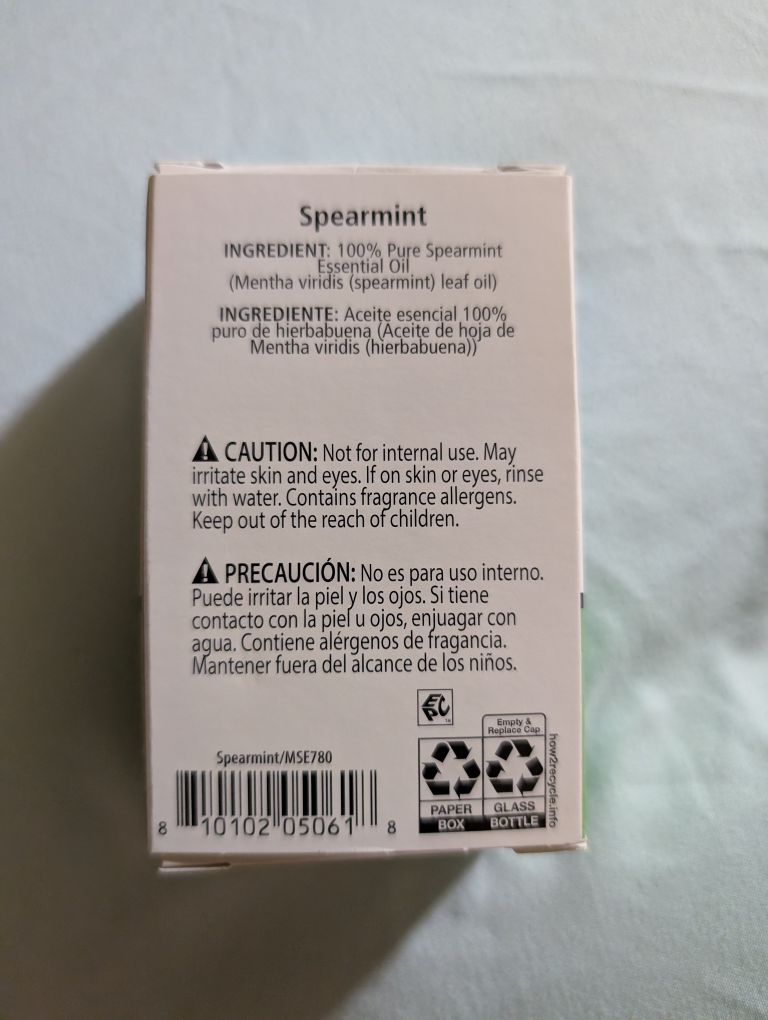 Spearmint
INGREDIENT: 100% Pure Spearmint
Essential Oil
(Mentha viridis (spearmint) leaf oil)
INGREDIENTE: Aceite esencial 100%
puro de hierbabuena (Aceite de hoja de
Mentha viridis (hierbabuena))
CAUTION: Not for internal use. May
irritate skin and eyes. If on skin or eyes, rinse
with water. Contains fragrance allergens.
Keep out of the reach of children.
PRECAUCIÓN: No es para uso interno.
Puede irritar la piel y los ojos. Si tiene
contacto con la piel u ojos, enjuagar con
agua. Contiene alérgenos de fragancia.
Mantener fuera del alcance de los niños.
EPC
TM
Spearmint/MSE780
8 10102 05061 8
Empty &
Replace Cap
PAPER
BOX
GLASS
BOTTLE
how2recycle.info